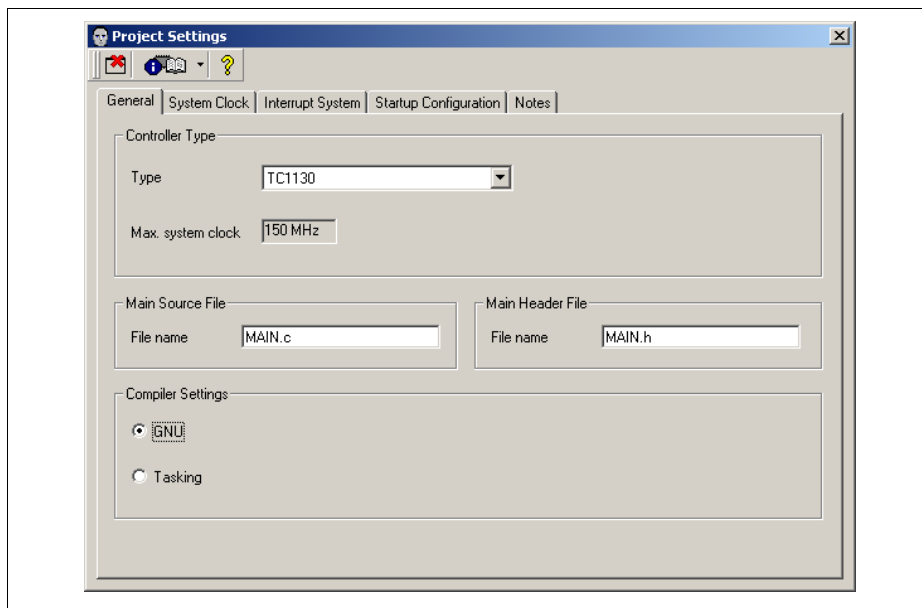 Project Settings
General System Clock Interrupt System Startup Configuration Notes
Controller Type
Type TC1130
Max. system clock 150 MHz
Main Source File Main Header File
File name MAIN.c File name MAIN.h
Compiler Settings
GNU
Tasking